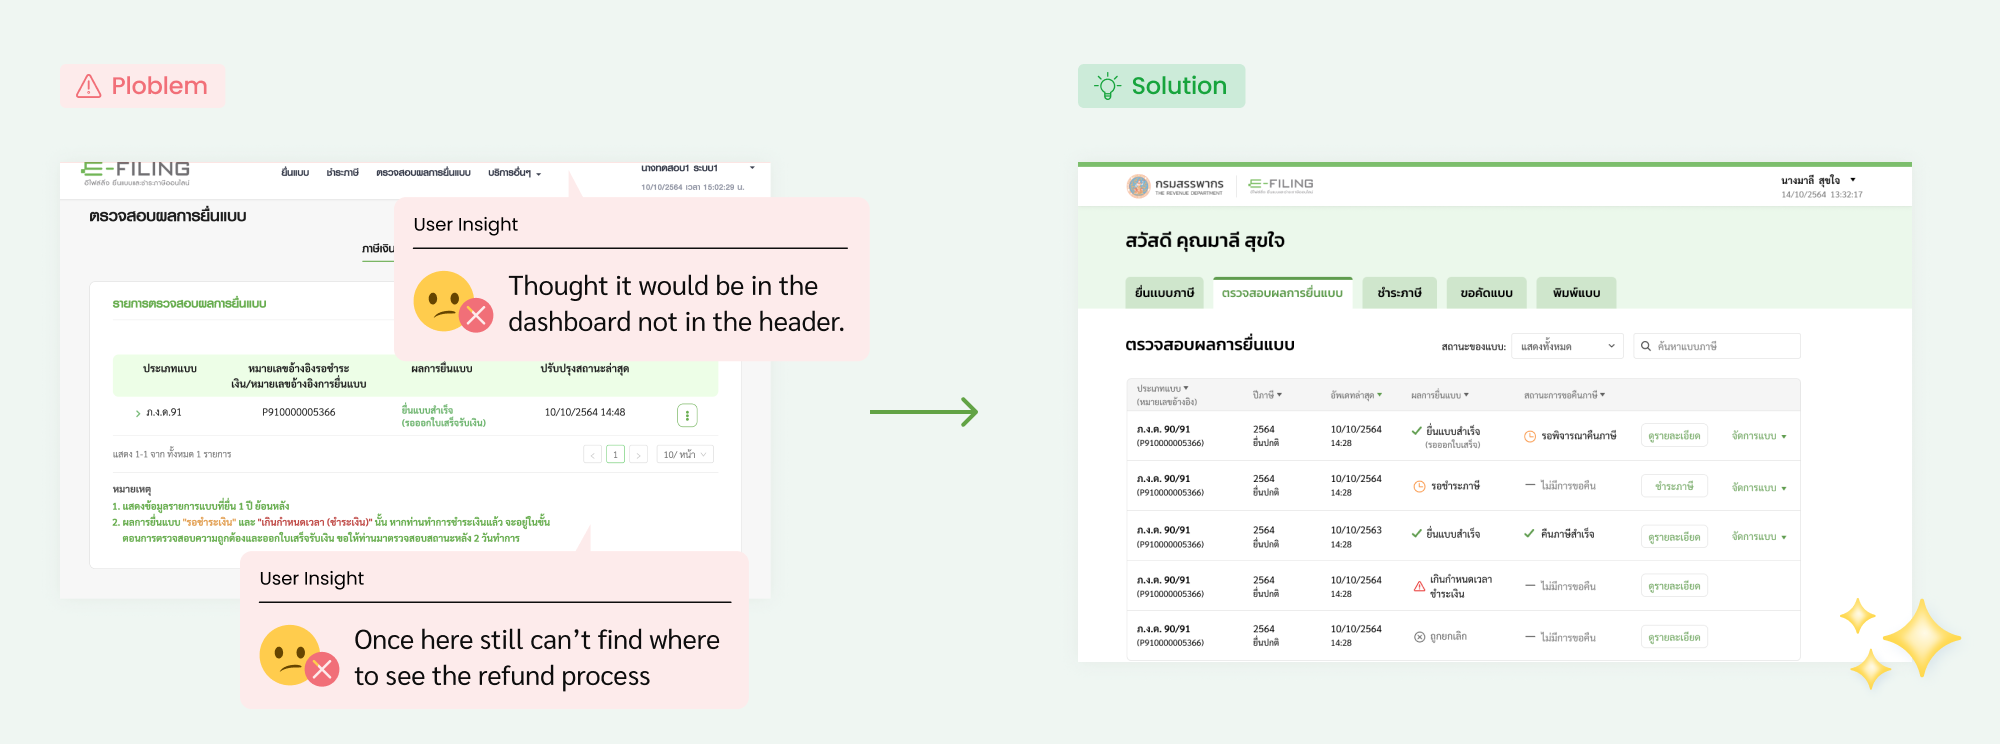 Ploblem
E-FILING
อีไฟล์ลิ่ง ยื่นแบบและชำระภาษีออนไลน์
ยื่นแบบ ชำระภาษี ตรวจสอบผลการยื่นแบบ บริการอื่นๆ
นางทดสอบ1 ระบบ1
10/10/2564 เวลา 15:02:29 น.
ตรวจสอบผลการยื่นแบบ
ภาษีเงิน
รายการตรวจสอบผลการยื่นแบบ
User Insight
Thought it would be in the
dashboard not in the header.
ประเภทแบบ หมายเลขอ้างอิงรอชำระ ผลการยื่นแบบ ปรับปรุงสถานะล่าสุด
เงิน/หมายเลขอ้างอิงการยื่นแบบ
ภ.ง.ด.91 P910000005366 ยื่นแบบสำเร็จ 10/10/2564 14:48
(รอออกใบเสร็จรับเงิน)
แสดง 1-1 จาก ทั้งหมด 1 รายการ < 1 > 10/ หน้า
หมายเหตุ
1. แสดงข้อมูลรายการแบบที่ยื่น 1 ปี ย้อนหลัง
2. ผลการยื่นแบบ "รอชำระเงิน" และ "เกินกำหนดเวลา (ชำระเงิน)" นั้น หากท่านทำการชำระเงินแล้ว จะอยู่ในขั้น
ตอนการตรวจสอบความถูกต้องและออกใบเสร็จรับเงิน ขอให้ท่านมาตรวจสอบสถานะหลัง 2 วันทำการ
User Insight
Once here still can't find where
to see the refund process
Solution
กรมสรรพากร
THE REVENUE DEPARTMENT
E-FILING
นางมาลี สุขใจ
14/10/2564 13:32:17
สวัสดี คุณมาลี สุขใจ
ยื่นแบบภาษี ตรวจสอบผลการยื่นแบบ ชำระภาษี ขอคัดแบบ พิมพ์แบบ
ตรวจสอบผลการยื่นแบบ
สถานะของแบบ: แสดงทั้งหมด ค้นหาแบบภาษี
ประเภทแบบ ปีภาษี อัพเดทล่าสุด ผลการยื่นแบบ สถานะการขอคืนภาษี
(หมายเลขอ้างอิง)
ภ.ง.ด. 90/91 2564 10/10/2564 ยื่นแบบสำเร็จ รอพิจารณาคืนภาษี ดูรายละเอียด จัดการแบบ
(P910000005366) ยื่นปกติ 14:28 (รอออกใบเสร็จ)
ภ.ง.ด. 90/91 2564 10/10/2564 รอชำระภาษี ไม่มีการขอคืน ชำระภาษี จัดการแบบ
(P910000005366) ยื่นปกติ 14:28
ภ.ง.ด. 90/91 2564 10/10/2563 ยื่นแบบสำเร็จ คืนภาษีสำเร็จ ดูรายละเอียด จัดการแบบ
(P910000005366) ยื่นปกติ 14:28
ภ.ง.ด. 90/91 2564 10/10/2564 เกินกำหนดเวลา ไม่มีการขอคืน ดูรายละเอียด
(P910000005366) ยื่นปกติ 14:28 ชำระเงิน
ภ.ง.ด. 90/91 2564 10/10/2564 ถูกยกเลิก ไม่มีการขอคืน ดูรายละเอียด
(P910000005366) ยื่นปกติ 14:28